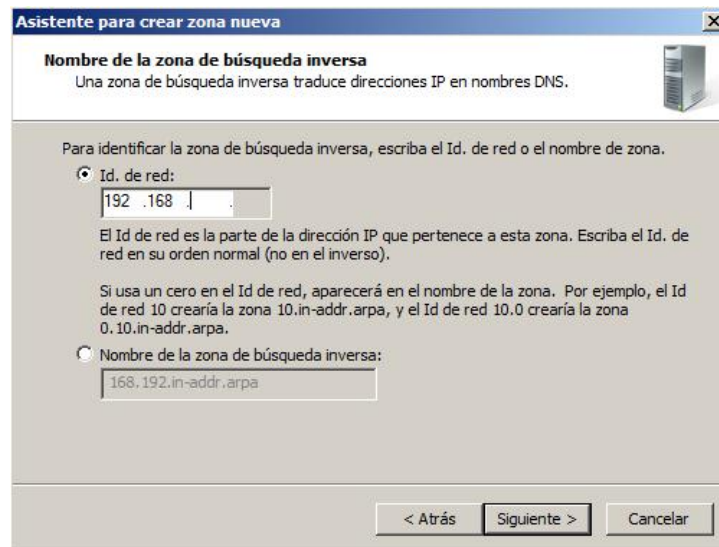 Asistente para crear zona nueva
Nombre de la zona de búsqueda inversa
Una zona de búsqueda inversa traduce direcciones IP en nombres DNS.
Para identificar la zona de búsqueda inversa, escriba el Id. de red o el nombre de zona.
Id. de red:
192 .168 . .
El Id de red es la parte de la dirección IP que pertenece a esta zona. Escriba el Id. de
red en su orden normal (no en el inverso).
Si usa un cero en el Id de red, aparecerá en el nombre de la zona. Por ejemplo, el Id
de red 10 crearía la zona 10.in-addr.arpa, y el Id de red 10.0 crearía la zona
0.10.in-addr.arpa.
Nombre de la zona de búsqueda inversa:
168.192.in-addr.arpa
< Atrás Siguiente > Cancelar